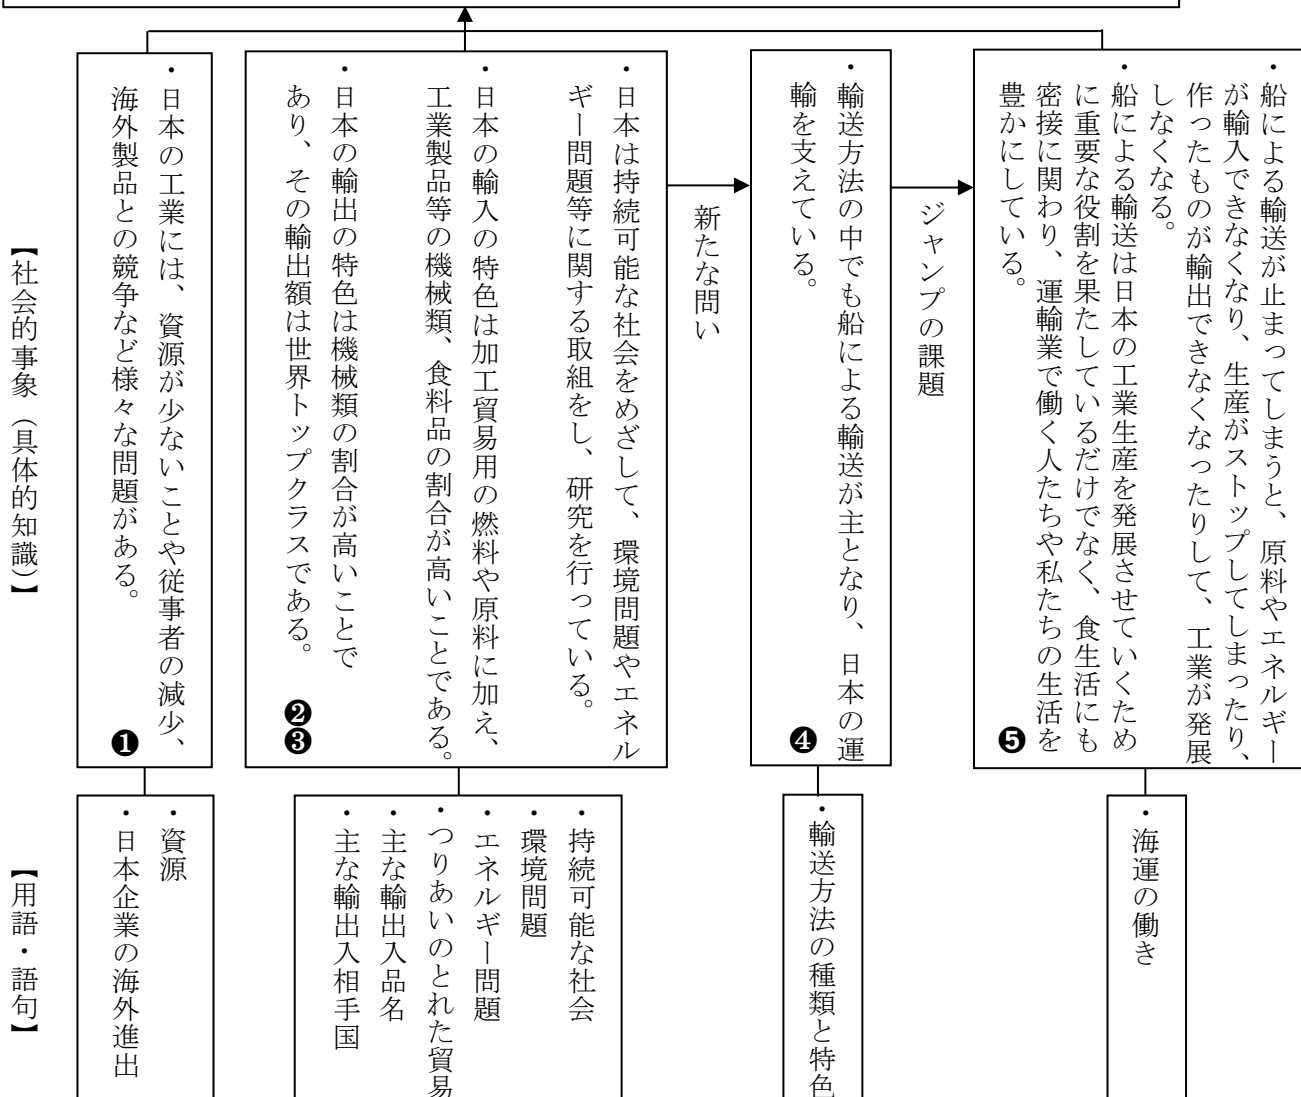 ・船による輸送が止まってしまうと、原料やエネルギー
が輸入できなくなり、生産がストップしてしまったり、
作ったものが輸出できなくなったりして、工業が発展
しなくなる。
・船による輸送は日本の工業生産を発展させていくため
に重要な役割を果たしているだけでなく、食生活にも
密接に関わり、運輸業で働く人たちや私たちの生活を
豊かにしている。
❺
・海運の働き
ジャンプの課題
・輸送方法の中でも船による輸送が主となり、日本の運
輸を支えている。
❹
・輸送方法の種類と特色
新たな問い
・日本は持続可能な社会をめざして、環境問題やエネル
ギー問題等に関する取組をし、研究を行っている。
・日本の輸入の特色は加工貿易用の燃料や原料に加え、
工業製品等の機械類、食料品の割合が高いことである。
・日本の輸出の特色は機械類の割合が高いことで
あり、その輸出額は世界トップクラスである。
❷❸
・持続可能な社会
・環境問題
・エネルギー問題
・つりあいのとれた貿易
・主な輸出入品名
・主な輸出入相手国
・日本の工業には、資源が少ないことや従事者の減少、
海外製品との競争など様々な問題がある。
❶
・資源
・日本企業の海外進出
【社会的事象（具体的知識）】
【用語・語句】